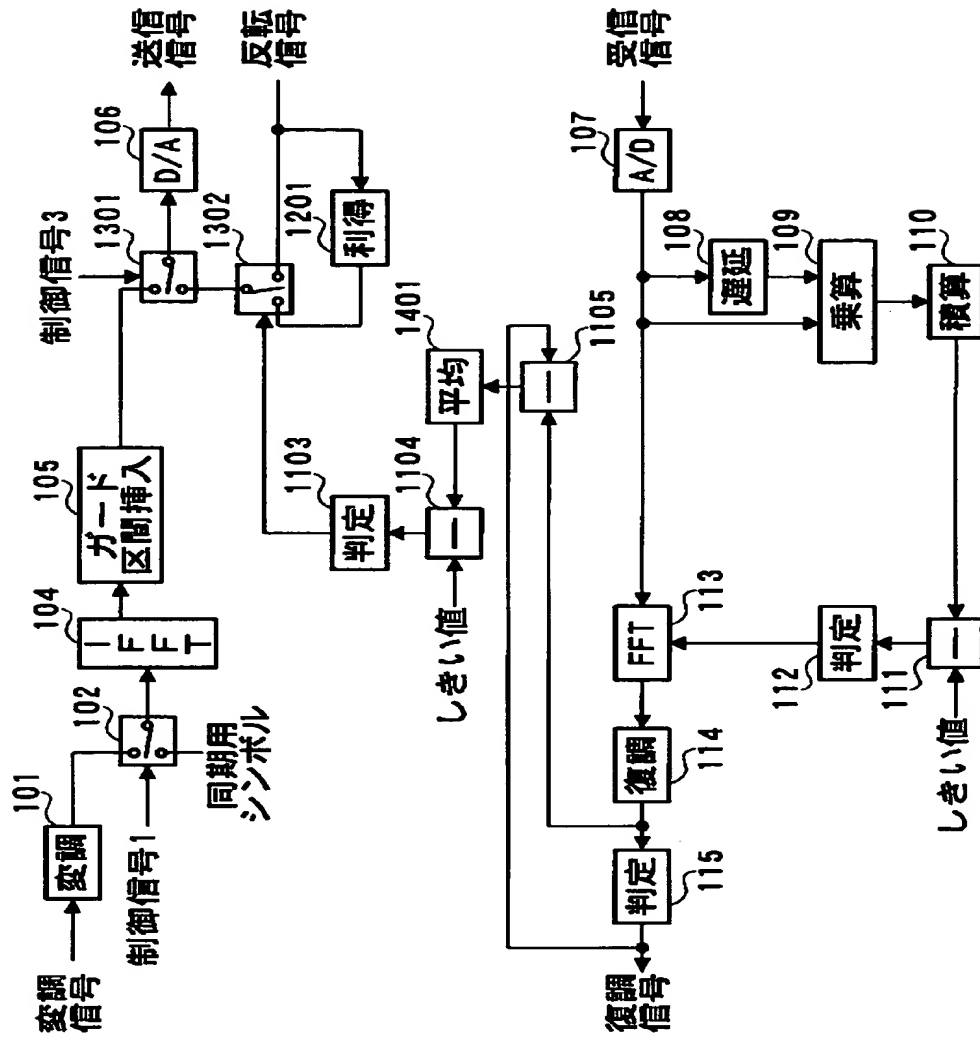 変調
信号
101
変調
制御信号1
102
同期用
シンボル
104
IFFT
105
ガード
区間挿入
制御信号3
1301
106
D/A
送信
信号
1302
反転
信号
1201
利得
1103
判定
1104
－
しきい値
1401
平均
1105
－
受信
信号
107
A/D
108
遅延
109
乗算
110
積算
111
－
しきい値
112
判定
113
FFT
114
復調
115
判定
復調
信号